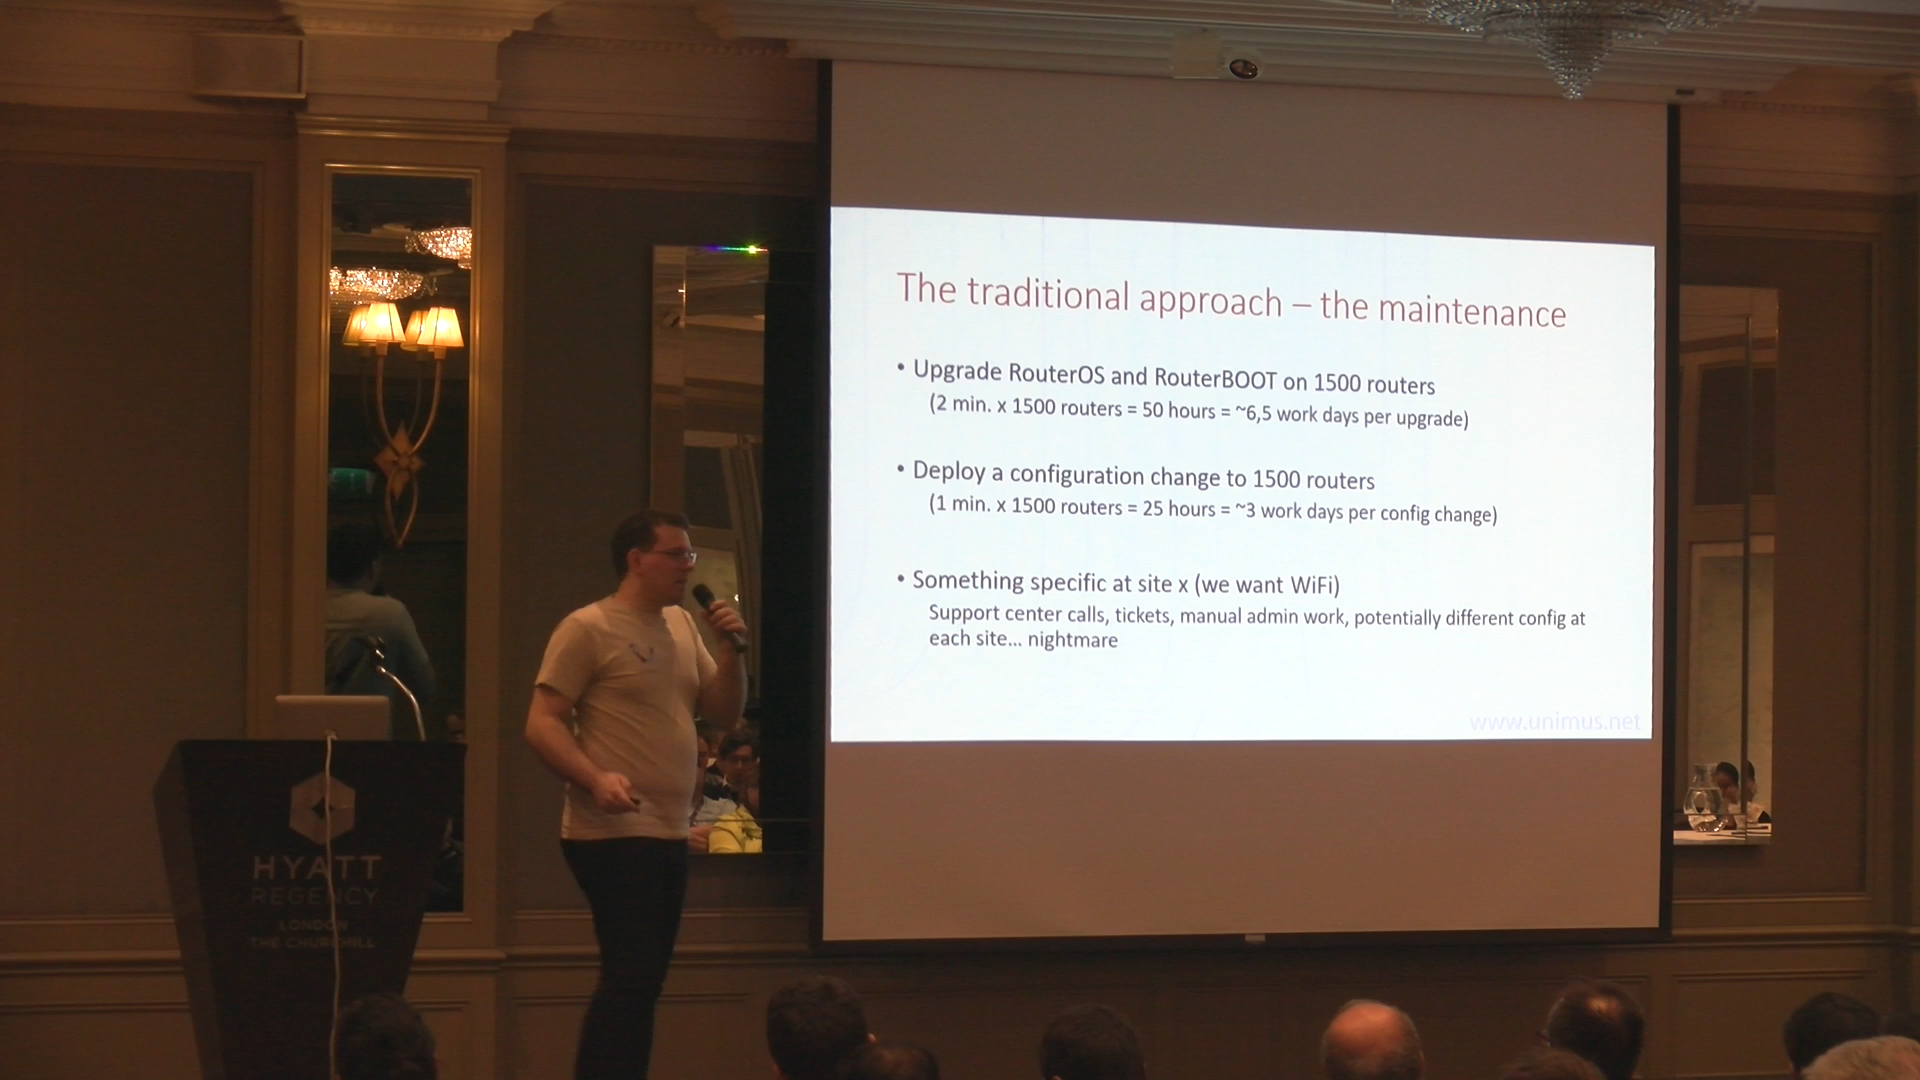 The traditional approach – the maintenance
• Upgrade RouterOS and RouterBOOT on 1500 routers
(2 min. x 1500 routers = 50 hours = ~6,5 work days per upgrade)
• Deploy a configuration change to 1500 routers
(1 min. x 1500 routers = 25 hours = ~3 work days per config change)
• Something specific at site x (we want WiFi)
Support center calls, tickets, manual admin work, potentially different config at
each site... nightmare
www.unimus.net
HYATT
REGENCY
LONDON
THE CHURCHILL